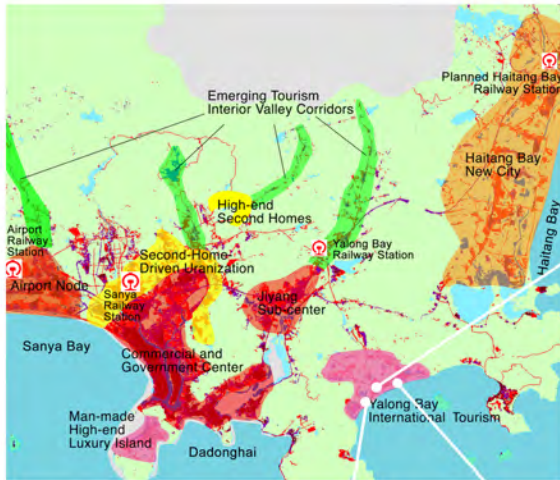 Planned Haitang Bay
Railway Station
Emerging Tourism
Interior Valley Corridors
Haitang Bay
New City
High-end
Second Homes
Haitang Bay
Airport
Railway
Station
Second-Home-
Driven Uranization
Yalong Bay
Railway Station
Airport Node
Sanya
Railway
Station
Jiyang
Sub-center
Sanya Bay
Commercial and
Government Center
Yalong Bay
International Tourism
Man-made
High-end
Luxury Island
Dadonghai